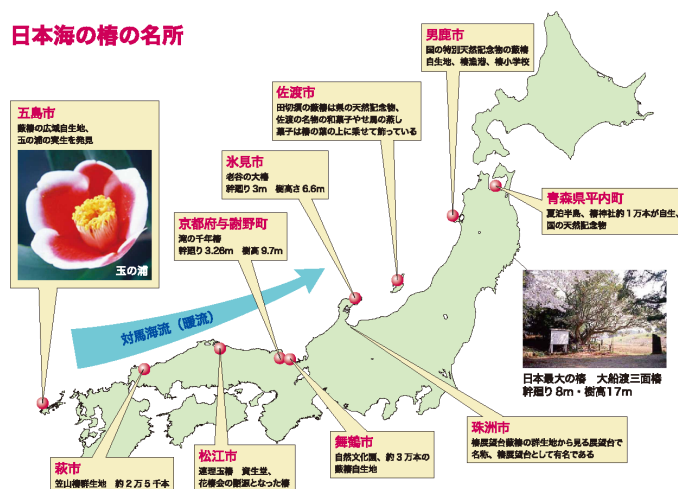 日本海の椿の名所
男鹿市
国の特別天然記念物の藪椿
自生地、椿漁港、椿小学校
佐渡市
田切須の藪椿は県の天然記念物、
佐渡の名物の和菓子やせ馬の蒸し
菓子は椿の葉の上に乗せて飾っている
五島市
藪椿の広域自生地、
玉の浦の実生を発見
玉の浦
氷見市
老谷の大椿
幹廻り3m 樹高さ6.6m
京都府与謝野町
滝の千年椿
幹廻り3.26m 樹高9.7m
青森県平内町
夏泊半島、椿神社約1万本が自生、
国の天然記念物
対馬海流（暖流）
日本最大の椿 大船渡三面椿
幹廻り8m・樹高17m
珠洲市
椿展望台藪椿の群生地から見る展望台で
名称、椿展望台として有名である
舞鶴市
自然文化園、約3万本の
藪椿自生地
松江市
連理玉椿 資生堂、
花椿会の語源となった椿
萩市
笠山椿群生地 約2万5千本